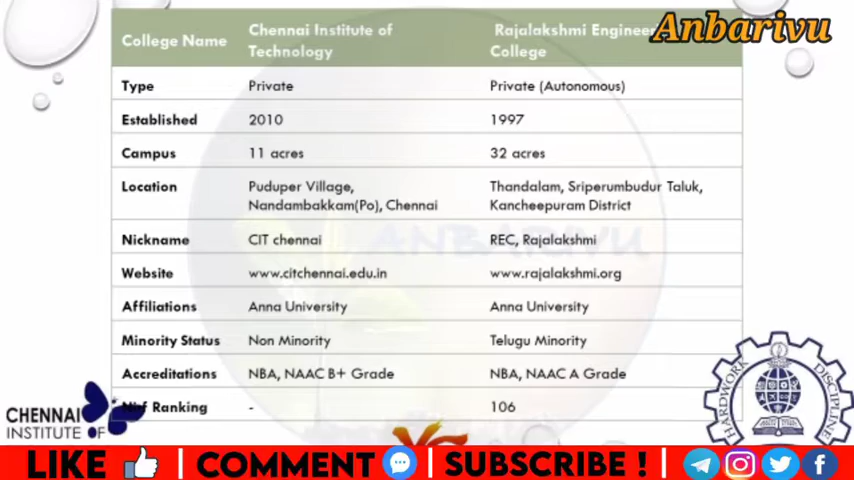 Anbarivu
College Name Chennai Institute of Technology Rajalakshmi College
Type Private Private (Autonomous)
Established 2010 1997
Campus 11 acres 32 acres
Location Puduper Village, Thandalam, Sriperumbudur Taluk,
Nandambakkam(Po), Chennai Kancheepuram District
Nickname CIT chennai REC, Rajalakshmi
Website www.citchennai.edu.in www.rajalakshmi.org
Affiliations Anna University Anna University
Minority Status Non Minority Telugu Minority
Accreditations NBA, NAAC B+ Grade NBA, NAAC A Grade
Ranking - 106
ANBARIVU
CHENNAI
INSTITUTE OF
HARDWORK DISCIPLINE
LIKE | COMMENT | SUBSCRIBE ! |